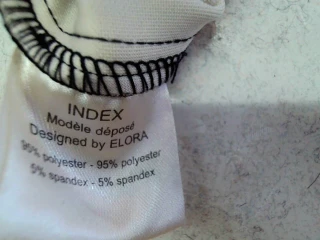 INDEX
Modèle déposé
Designed by ELORA
95% polyester - 95% polyester
5% spandex - 5% spandex